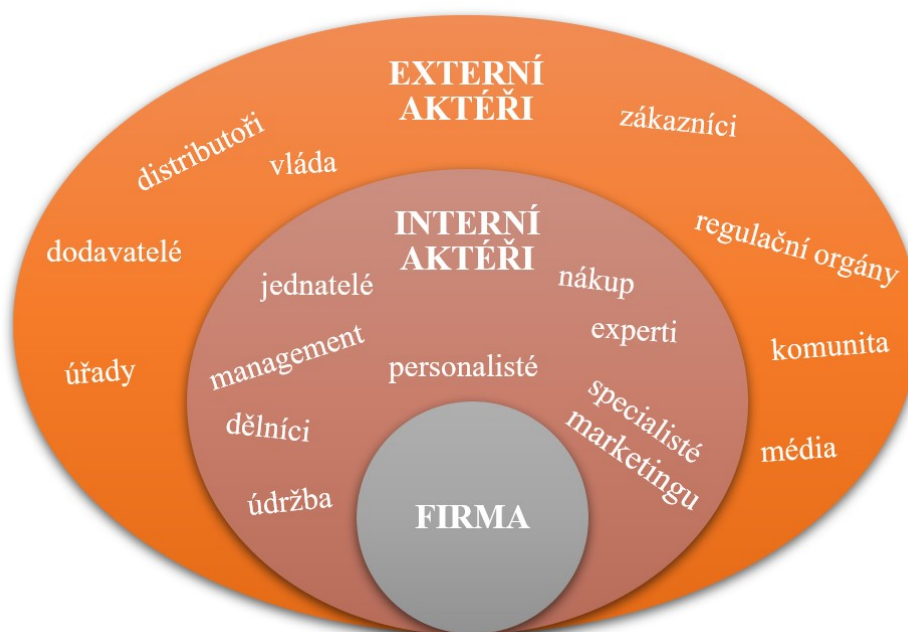 EXTERNÍ
AKTÉŘI
distributoři
vláda
zákazníci
dodavatelé
regulační orgány
úřady
komunita
média
INTERNÍ
AKTÉŘI
jednatelé
nákup
management
experti
personalisté
dělníci
specialisté
marketingu
údržba
FIRMA